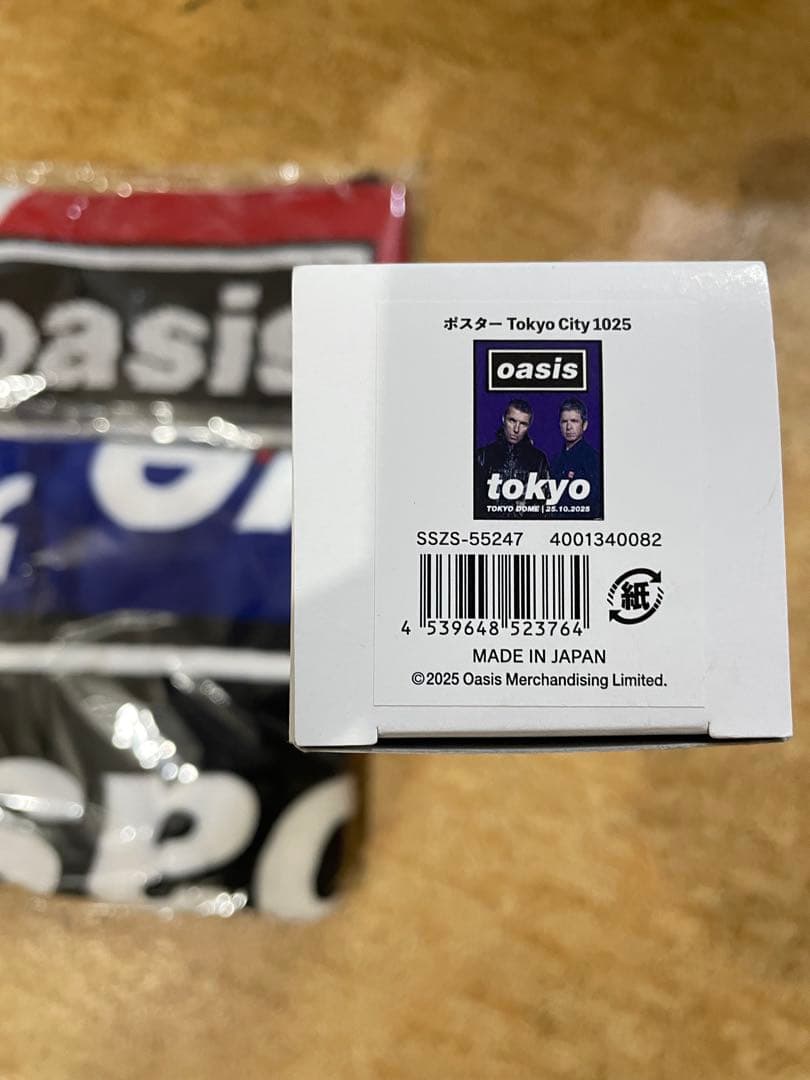 oasis
ポスター Tokyo City 1025
oasis
tokyo
TOKYO DOME | 25.10.2025
SSZS-55247 4001340082
紙
4 539648 523764
MADE IN JAPAN
©2025 Oasis Merchandising Limited.